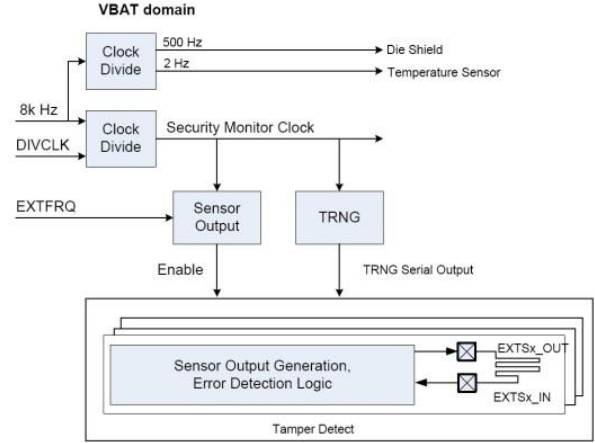 VBAT domain
Clock Divide
500 Hz
Die Shield
2 Hz
Temperature Sensor
8k Hz
DIVCLK
Clock Divide
Security Monitor Clock
EXTFRQ
Sensor Output
TRNG
Enable
TRNG Serial Output
Sensor Output Generation,
Error Detection Logic
EXTSx_OUT
EXTSx_IN
Tamper Detect